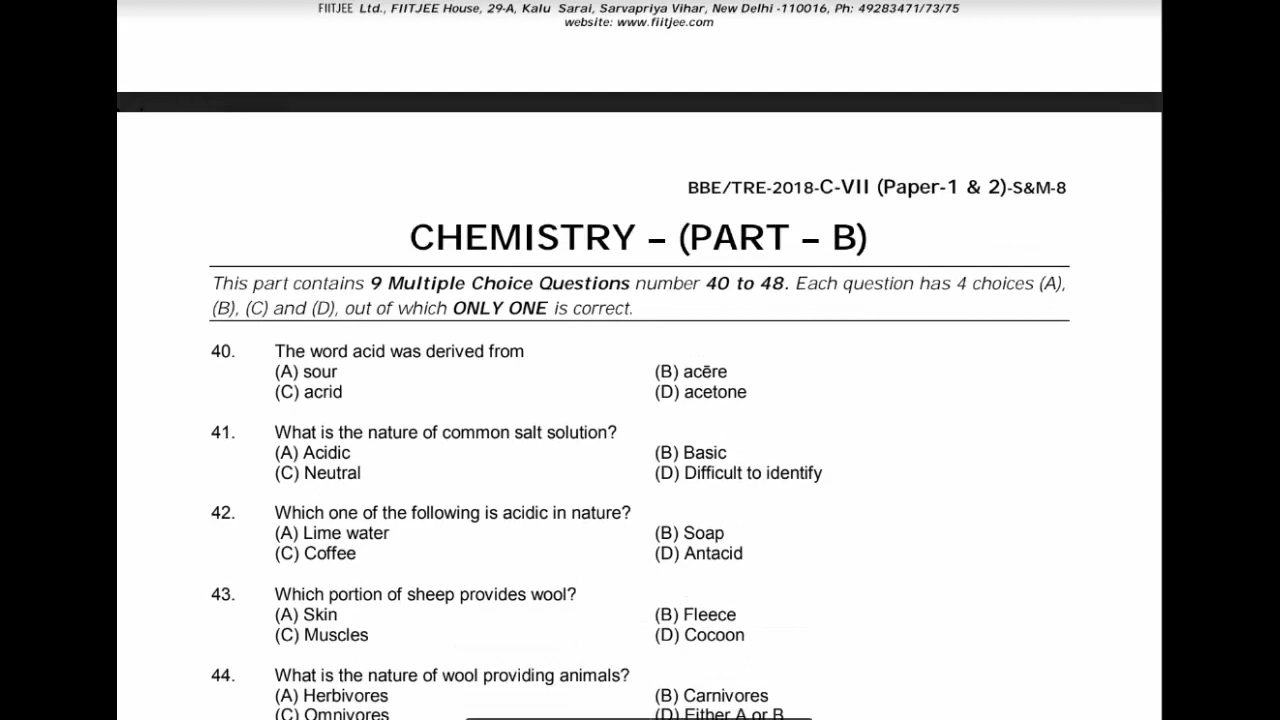 FIITJEE Ltd., FIITJEE House, 29-A, Kalu Sarai, Sarvapriya Vihar, New Delhi -110016, Ph: 49283471/73/75
website: www.fiitjee.com
BBE/TRE-2018-C-VII (Paper-1 & 2)-S&M-8
CHEMISTRY – (PART – B)
This part contains 9 Multiple Choice Questions number 40 to 48. Each question has 4 choices (A),
(B), (C) and (D), out of which ONLY ONE is correct.
40. The word acid was derived from
(A) sour (B) acēre
(C) acrid (D) acetone
41. What is the nature of common salt solution?
(A) Acidic (B) Basic
(C) Neutral (D) Difficult to identify
42. Which one of the following is acidic in nature?
(A) Lime water (B) Soap
(C) Coffee (D) Antacid
43. Which portion of sheep provides wool?
(A) Skin (B) Fleece
(C) Muscles (D) Cocoon
44. What is the nature of wool providing animals?
(A) Herbivores (B) Carnivores
(C) Omnivores (D) Either A or B